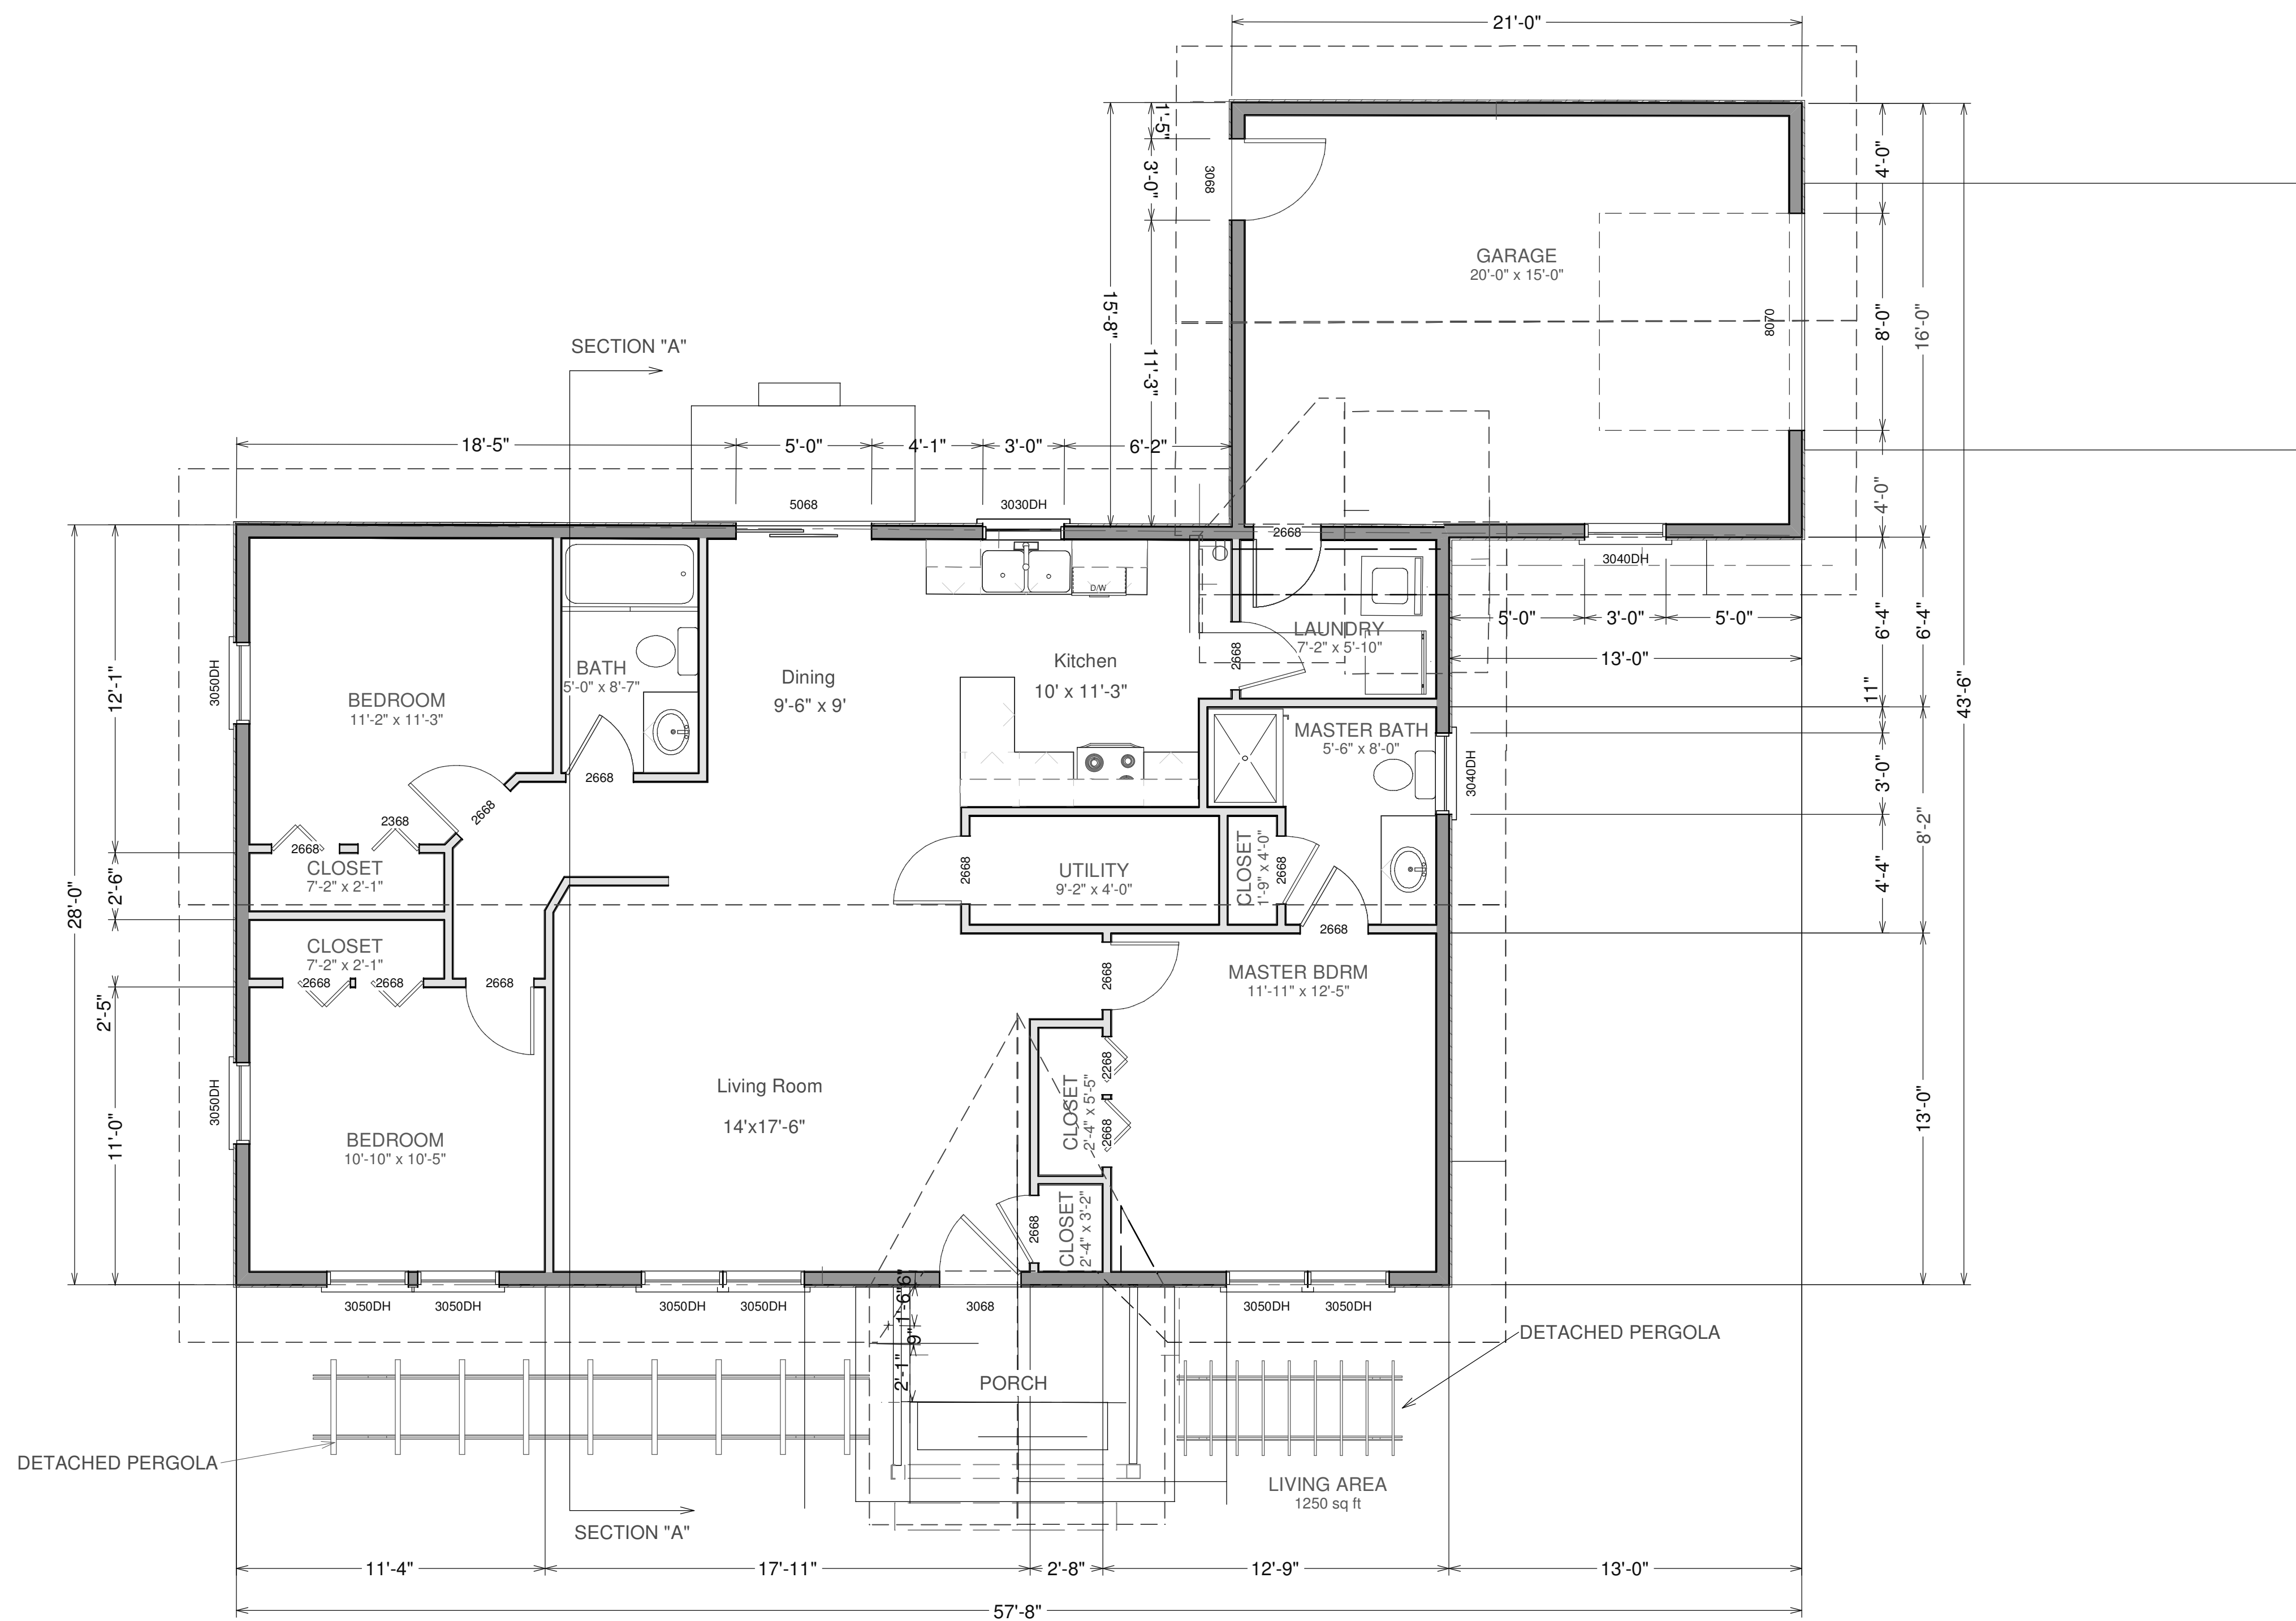 21'-0"
1'-5"
3'-0"
3068
4'-0"
GARAGE
20'-0" x 15'-0"
15'-8"
11'-3"
8070
8'-0"
16'-0"
SECTION "A"
18'-5"
5'-0"
4'-1"
3'-0"
6'-2"
4'-0"
5068
3030DH
2668
3040DH
D/W
5'-0"
3'-0"
5'-0"
6'-4"
6'-4"
LAUNDRY
7'-2" x 5'-10"
2668
13'-0"
Kitchen
10' x 11'-3"
Dining
9'-6" x 9'
BATH
5'-0" x 8'-7"
3050DH
12'-1"
BEDROOM
11'-2" x 11'-3"
11"
43'-6"
MASTER BATH
5'-6" x 8'-0"
3040DH
3'-0"
2668
2668
2368
2668
CLOSET
7'-2" x 2'-1"
2'-6"
28'-0"
2668
UTILITY
9'-2" x 4'-0"
CLOSET
1'-9" x 4'-0"
2668
4'-4"
8'-2"
2668
CLOSET
7'-2" x 2'-1"
2668
2668
2668
2'-5"
2668
MASTER BDRM
11'-11" x 12'-5"
3050DH
11'-0"
BEDROOM
10'-10" x 10'-5"
Living Room
14'x17'-6"
2268
CLOSET
2'-4" x 5'-5"
2668
13'-0"
2668
CLOSET
2'-4" x 3'-2"
3050DH
3050DH
3050DH
3050DH
6"
1'-6"
3068
3050DH
3050DH
9"
2'-1"
DETACHED PERGOLA
PORCH
DETACHED PERGOLA
LIVING AREA
1250 sq ft
SECTION "A"
11'-4"
17'-11"
2'-8"
12'-9"
13'-0"
57'-8"